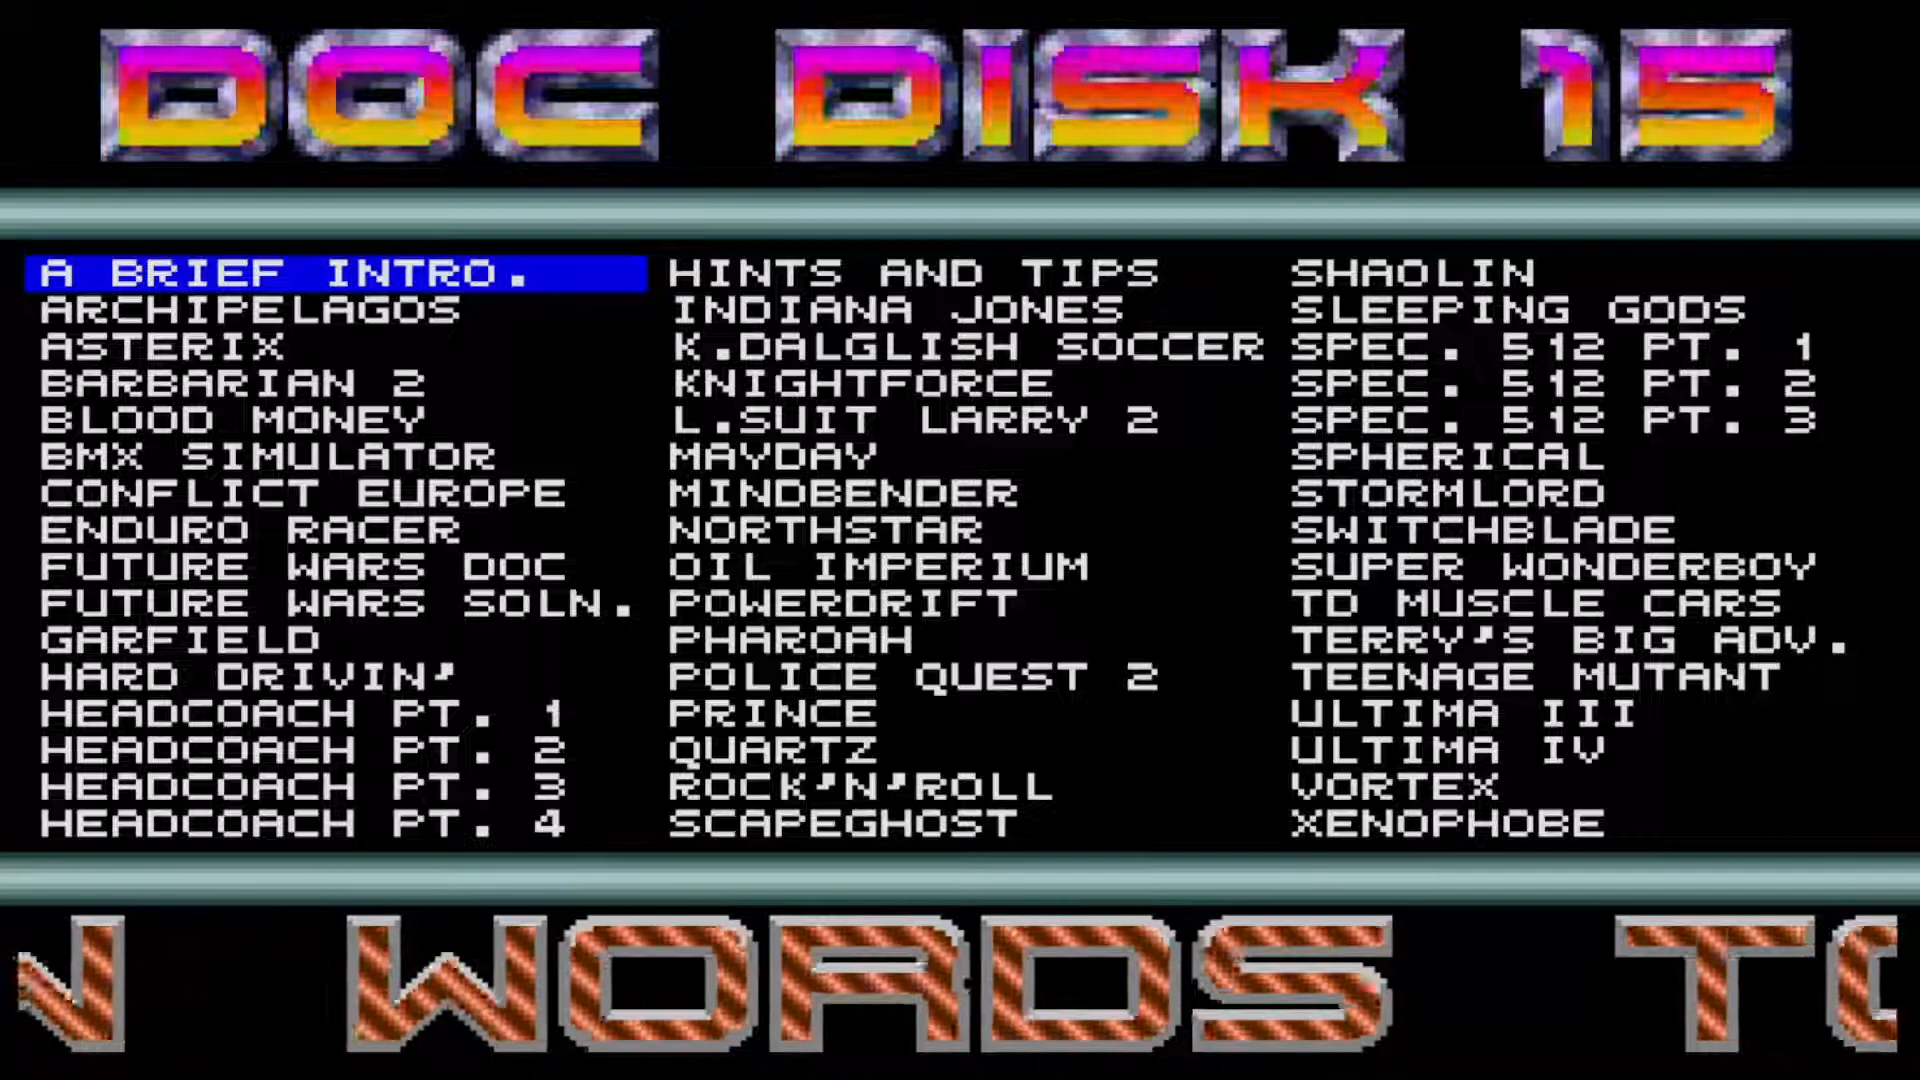 DOC DISK 15
A BRIEF INTRO.
ARCHIPELAGOS
ASTERIX
BARBARIAN 2
BLOOD MONEY
BMX SIMULATOR
CONFLICT EUROPE
ENDURO RACER
FUTURE WARS DOC
FUTURE WARS SOLN.
GARFIELD
HARD DRIVIN'
HEADCOACH PT. 1
HEADCOACH PT. 2
HEADCOACH PT. 3
HEADCOACH PT. 4
HINTS AND TIPS
INDIANA JONES
K.DALGLISH SOCCER
KNIGHTFORCE
L.SUIT LARRY 2
MAYDAY
MINDBENDER
NORTHSTAR
OIL IMPERIUM
POWERDRIFT
PHAROAH
POLICE QUEST 2
PRINCE
QUARTZ
ROCK'N'ROLL
SCAPEGHOST
SHAOLIN
SLEEPING GODS
SPEC. 512 PT. 1
SPEC. 512 PT. 2
SPEC. 512 PT. 3
SPHERICAL
STORMLORD
SWITCHBLADE
SUPER WONDERBOY
TD MUSCLE CARS
TERRY'S BIG ADV.
TEENAGE MUTANT
ULTIMA III
ULTIMA IV
VORTEX
XENOPHOBE
WORDS